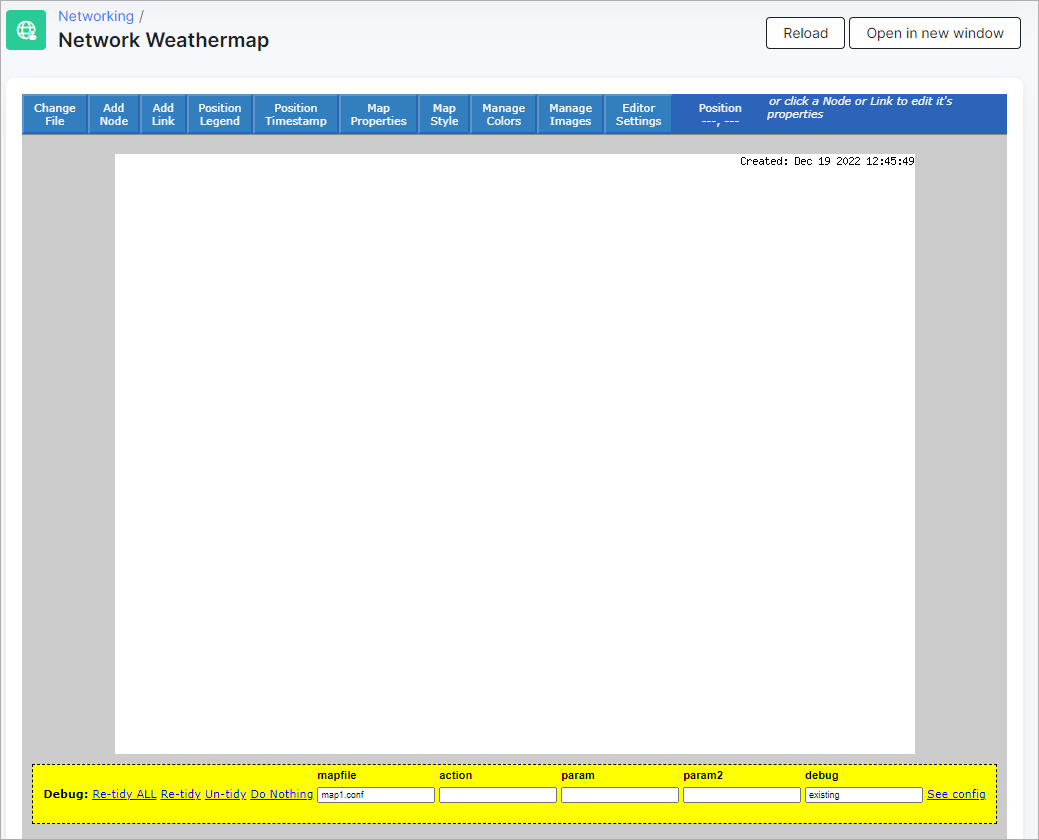 Networking /
Network Weathermap
Reload
Open in new window
Change File
Add Node
Add Link
Position Legend
Position Timestamp
Map Properties
Map Style
Manage Colors
Manage Images
Editor Settings
Position ---, ---
or click a Node or Link to edit it's
properties
Created: Dec 19 2022 12:45:49
mapfile action param param2 debug
Debug: Re-tidy ALL Re-tidy Un-tidy Do Nothing map1.conf existing See config